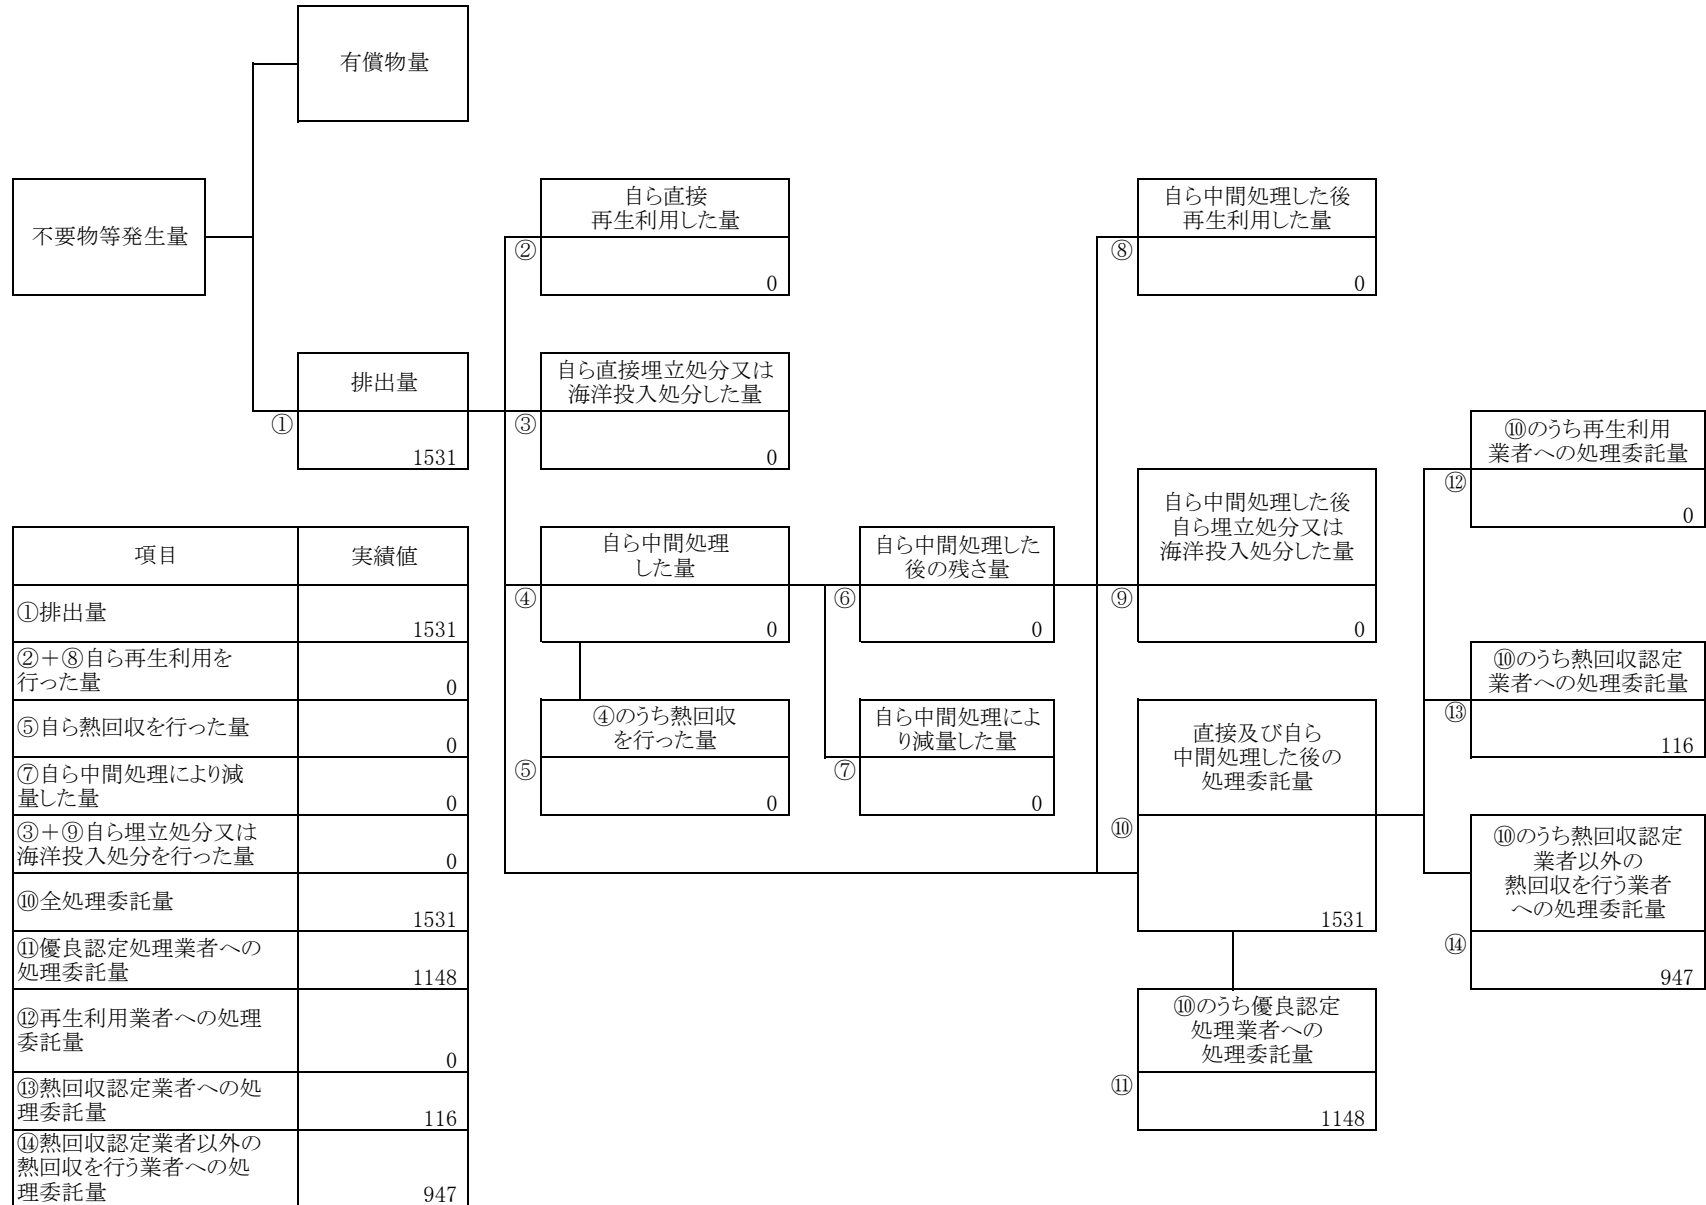 有償物量
不要物等発生量
自ら直接
再生利用した量
②
0
自ら中間処理した後
再生利用した量
⑧
0
排出量
①
1531
自ら直接埋立処分又は
海洋投入処分した量
③
0
自ら中間処理
した量
④
0
自ら中間処理した
後の残さ量
⑥
0
自ら中間処理した後
自ら埋立処分又は
海洋投入処分した量
⑨
0
⑩のうち再生利用
業者への処理委託量
⑫
0
④のうち熱回収
を行った量
⑤
0
自ら中間処理によ
り減量した量
⑦
0
直接及び自ら
中間処理した後の
処理委託量
⑩
1531
⑩のうち熱回収認定
業者への処理委託量
⑬
116
⑩のうち熱回収認定
業者以外の
熱回収を行う業者
への処理委託量
⑭
947
⑩のうち優良認定
処理業者への
処理委託量
⑪
1148
項目 実績値
①排出量
1531
②＋⑧自ら再生利用を
行った量
0
⑤自ら熱回収を行った量
0
⑦自ら中間処理により減
量した量
0
③＋⑨自ら埋立処分又は
海洋投入処分を行った量
0
⑩全処理委託量
1531
⑪優良認定処理業者への
処理委託量
1148
⑫再生利用業者への処理
委託量
0
⑬熱回収認定業者への処
理委託量
116
⑭熱回収認定業者以外の
熱回収を行う業者への処
理委託量
947